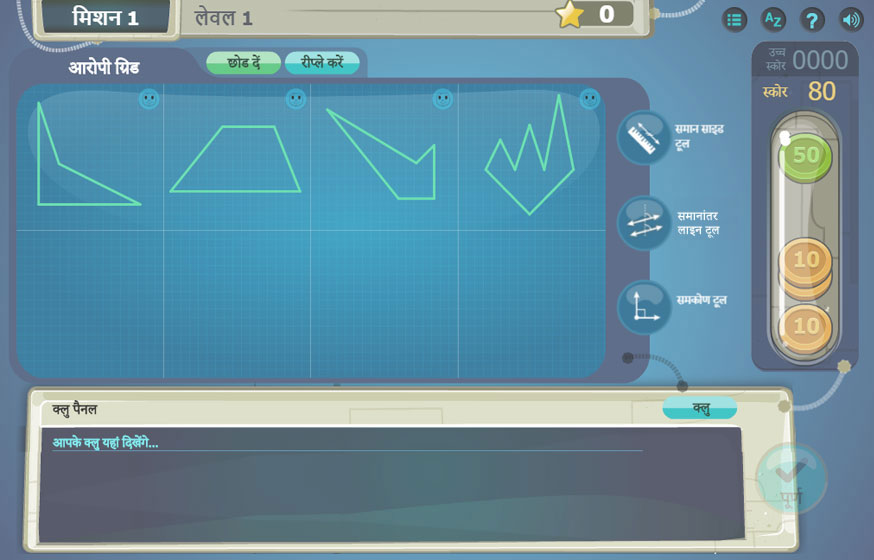 मिशन 1
लेवल 1
0
उच्च
स्कोर
0000
स्कोर 80
आरोपी ग्रिड
छोड दें
रीप्ले करें
50
10
10
समान साइड
टूल
समानांतर
लाइन टूल
समकोण टूल
क्लु पैनल
क्लु
आपके क्लु यहां दिखेंगे...
पूर्ण
AZ
?